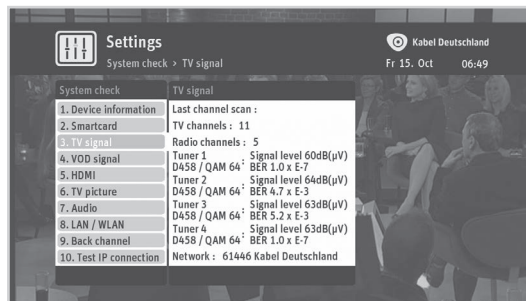 Settings
System check > TV signal
Kabel Deutschland
Fr 15. Oct 06:49
System check
1. Device information
2. Smartcard
3. TV signal
4. VOD signal
5. HDMI
6. TV picture
7. Audio
8. LAN / WLAN
9. Back channel
10. Test IP connection
TV signal
Last channel scan :
TV channels : 11
Radio channels : 5
Tuner 1 : Signal level 60dB(µV)
D458 / QAM 64 BER 1.0 x E-7
Tuner 2 : Signal level 64dB(µV)
D458 / QAM 64 BER 4.7 x E-3
Tuner 3 : Signal level 63dB(µV)
D458 / QAM 64 BER 5.2 x E-3
Tuner 4 : Signal level 63dB(µV)
D458 / QAM 64 BER 1.0 x E-7
Network : 61446 Kabel Deutschland